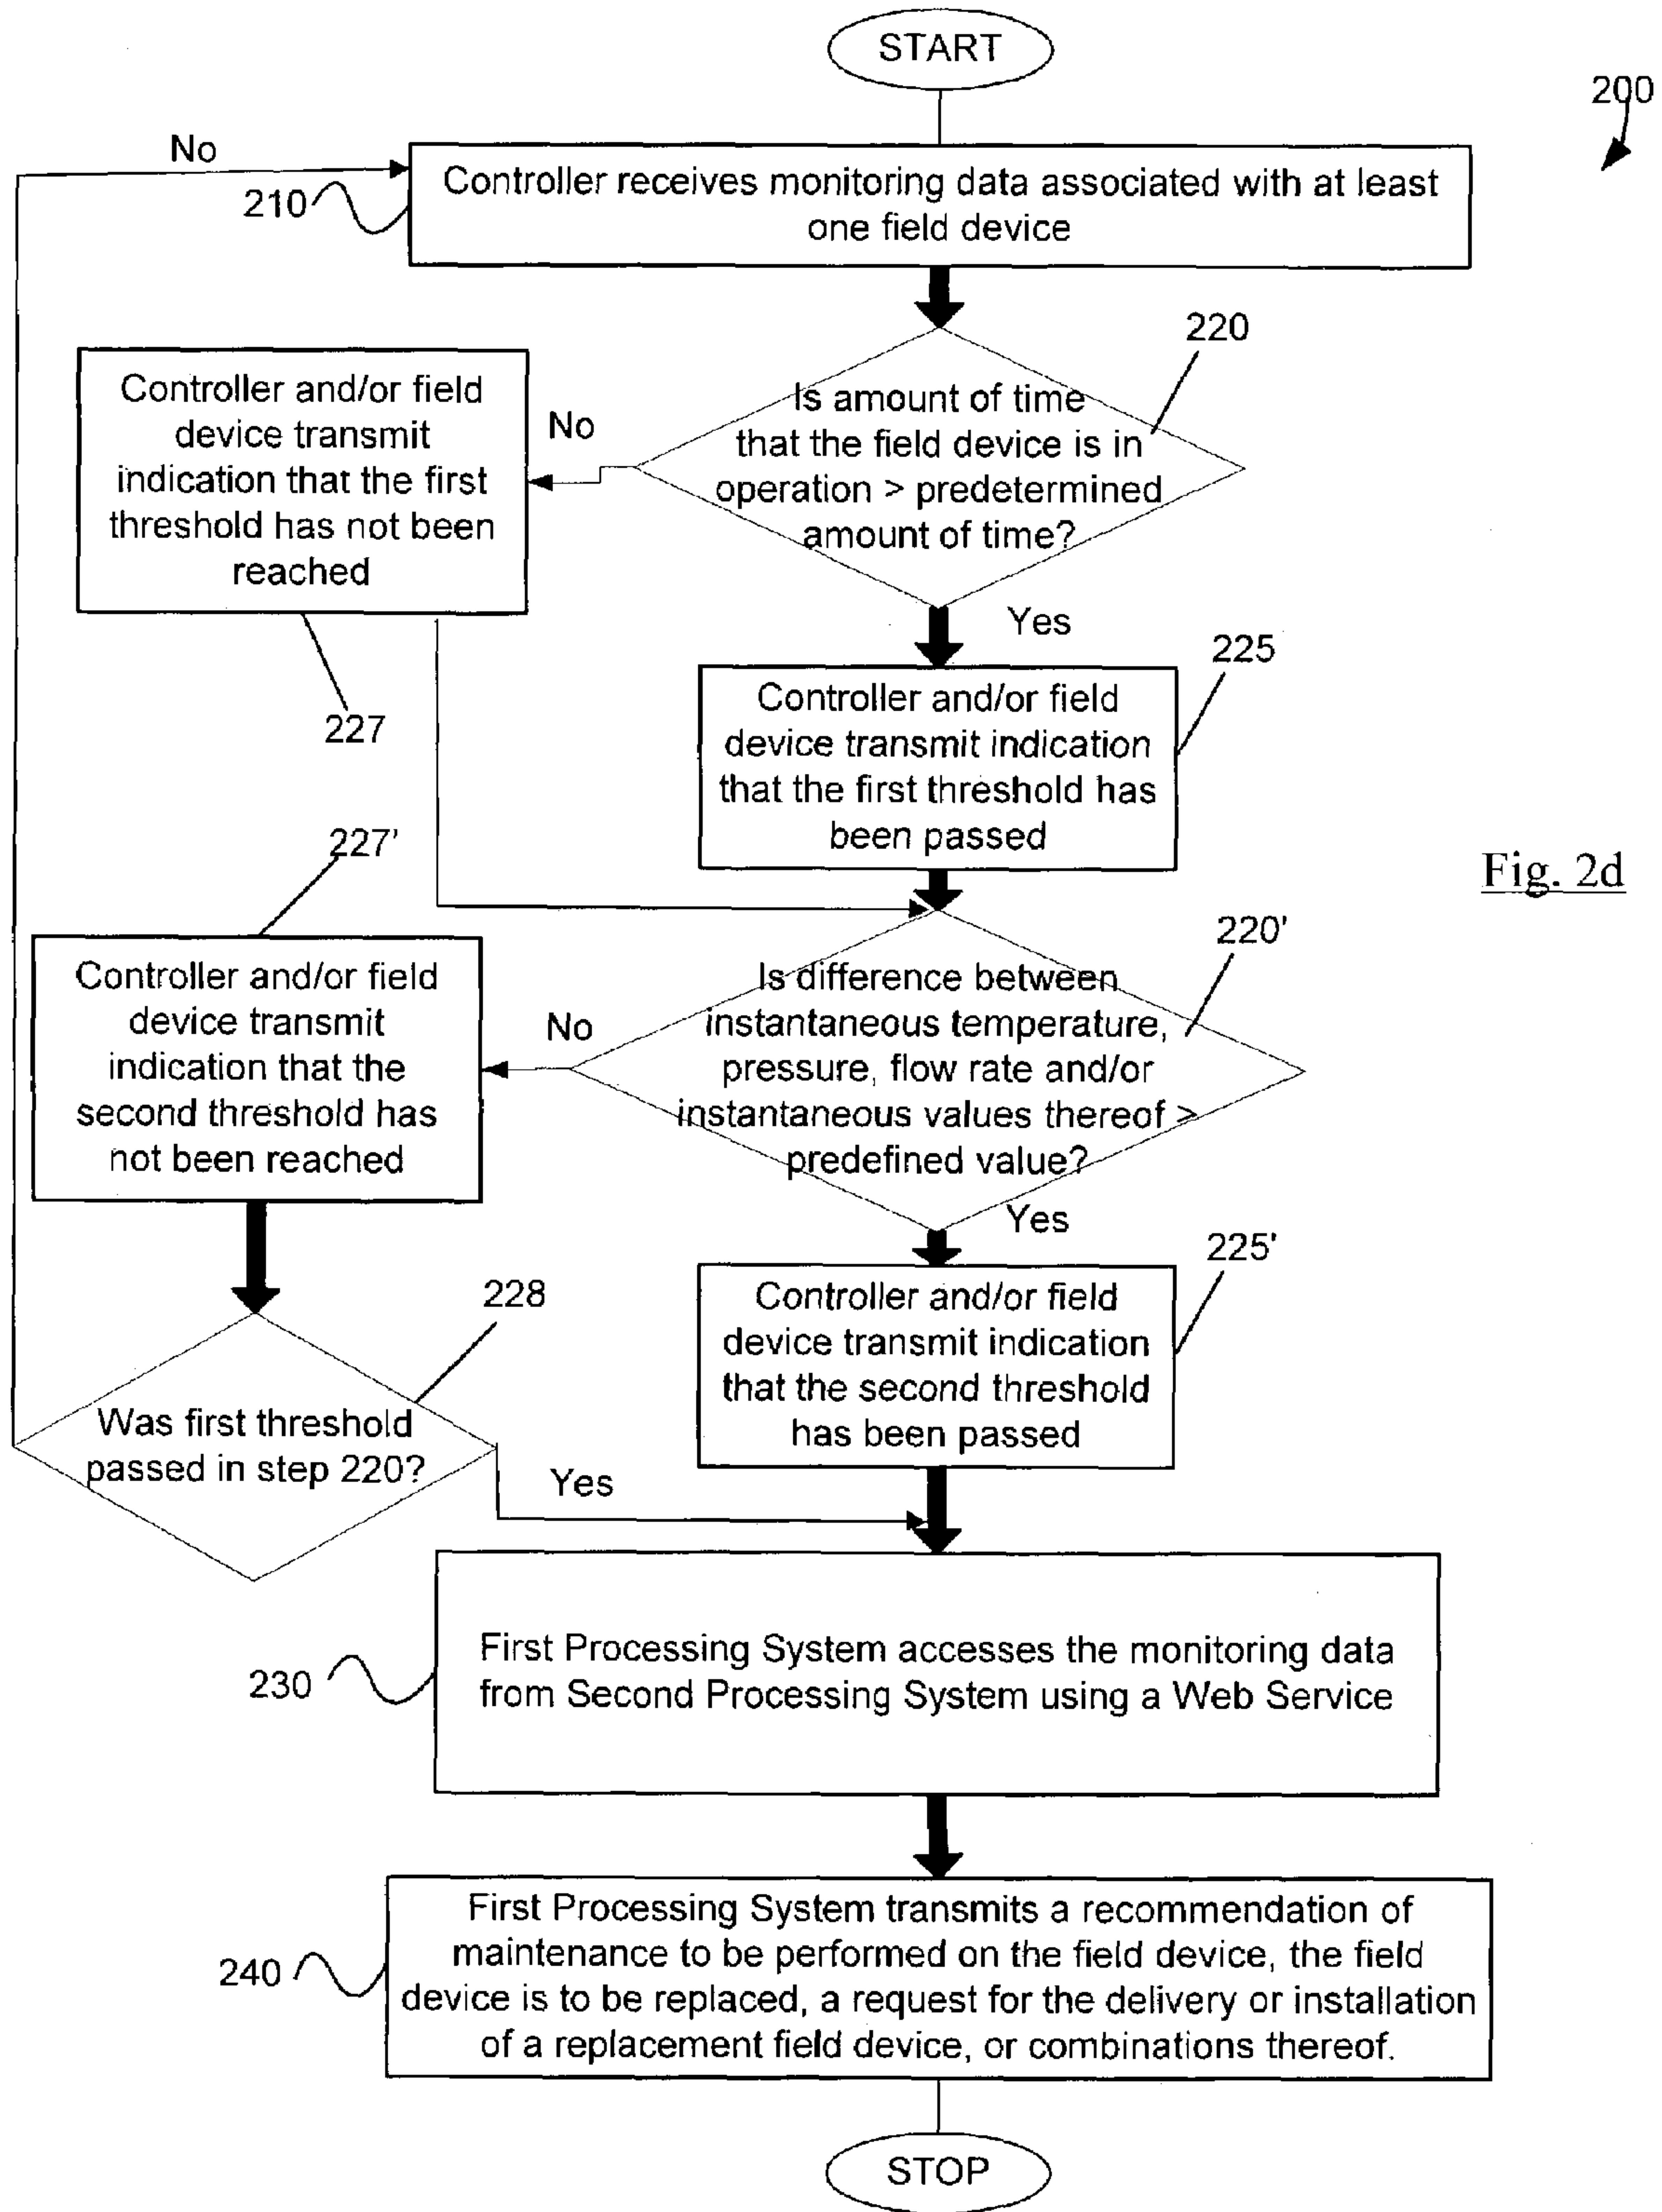 START
200
No
210
Controller receives monitoring data associated with at least
one field device
220
Is amount of time
that the field device is in
operation > predetermined
amount of time?
No
Controller and/or field
device transmit
indication that the first
threshold has not been
reached
227
Yes
225
Controller and/or field
device transmit indication
that the first threshold has
been passed
Fig. 2d
227'
220'
Is difference between
instantaneous temperature,
pressure, flow rate and/or
instantaneous values thereof >
predefined value?
No
Controller and/or field
device transmit
indication that the
second threshold has
not been reached
Yes
225'
Controller and/or field
device transmit indication
that the second threshold
has been passed
228
Was first threshold
passed in step 220?
Yes
230
First Processing System accesses the monitoring data
from Second Processing System using a Web Service
240
First Processing System transmits a recommendation of
maintenance to be performed on the field device, the field
device is to be replaced, a request for the delivery or installation
of a replacement field device, or combinations thereof.
STOP